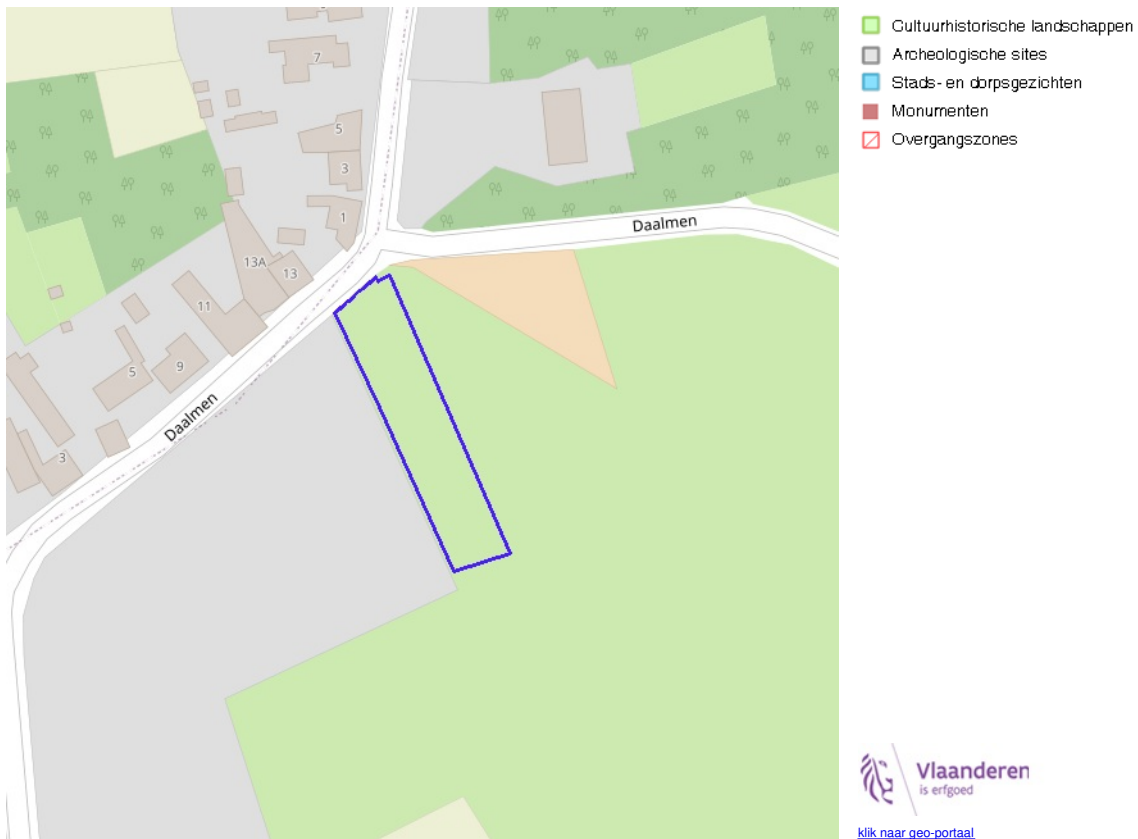 7
5
3
1
13A
13
11
9
5
3
Daalmen
Daalmen
Cultuurhistorische landschappen
Archeologische sites
Stads- en dorpsgezichten
Monumenten
Overgangszones
Vlaanderen
is erfgoed
klik naar geo-portaal